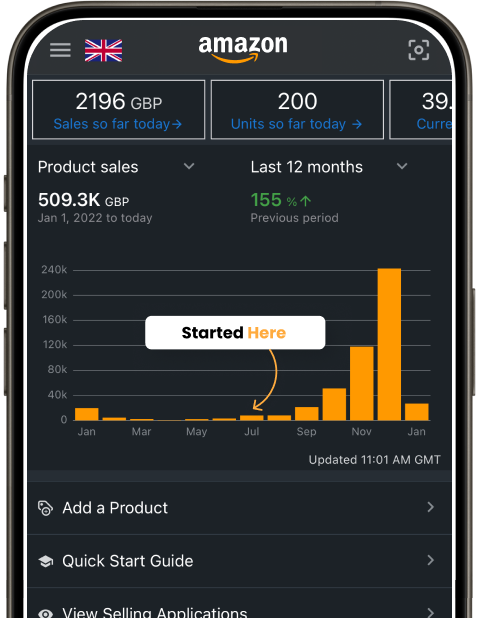 amazon
2196 GBP
Sales so far today→
200
Units so far today →
39.
Curre
Product sales
Last 12 months
509.3K GBP
155 % ↑
Jan 1, 2022 to today
Previous period
240k
200k
160k
120k
80k
40k
0
Started Here
Jan Mar May Jul Sep Nov Jan
Updated 11:01 AM GMT
Add a Product
Quick Start Guide
View Selling Applications